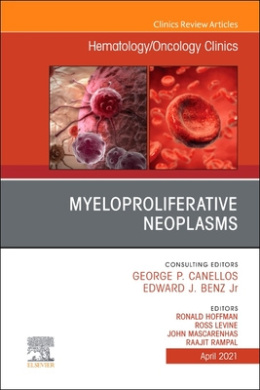 Clinics Review Articles
Hematology/Oncology Clinics
MYELOPROLIFERATIVE
NEOPLASMS
CONSULTING EDITORS
GEORGE P. CANELLOS
EDWARD J. BENZ Jr
EDITORS
RONALD HOFFMAN
ROSS LEVINE
JOHN MASCARENHAS
RAAJIT RAMPAL
ELSEVIER
April 2021